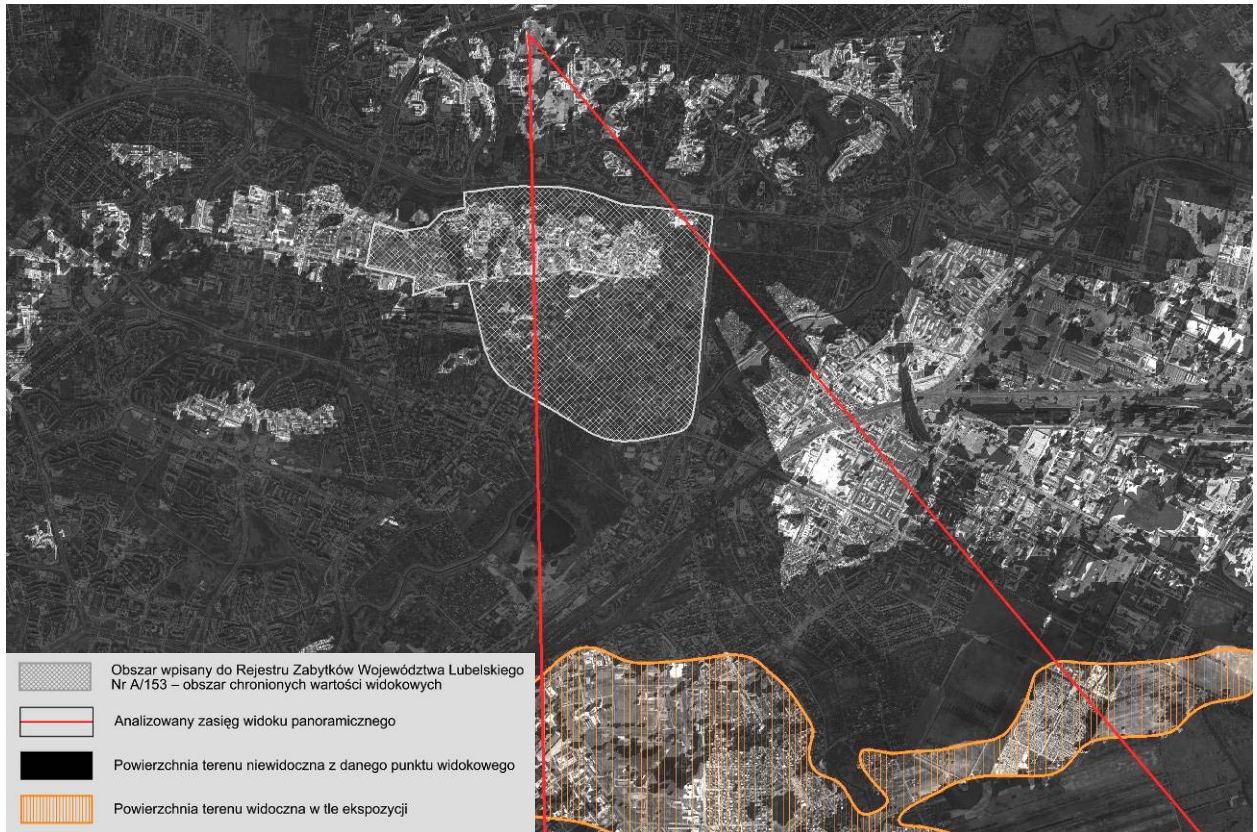 Obszar wpisany do Rejestru Zabytków Województwa Lubelskiego
Nr A/153 – obszar chronionych wartości widokowych
Analizowany zasięg widoku panoramicznego
Powierzchnia terenu niewidoczna z danego punktu widokowego
Powierzchnia terenu widoczna w tle ekspozycji